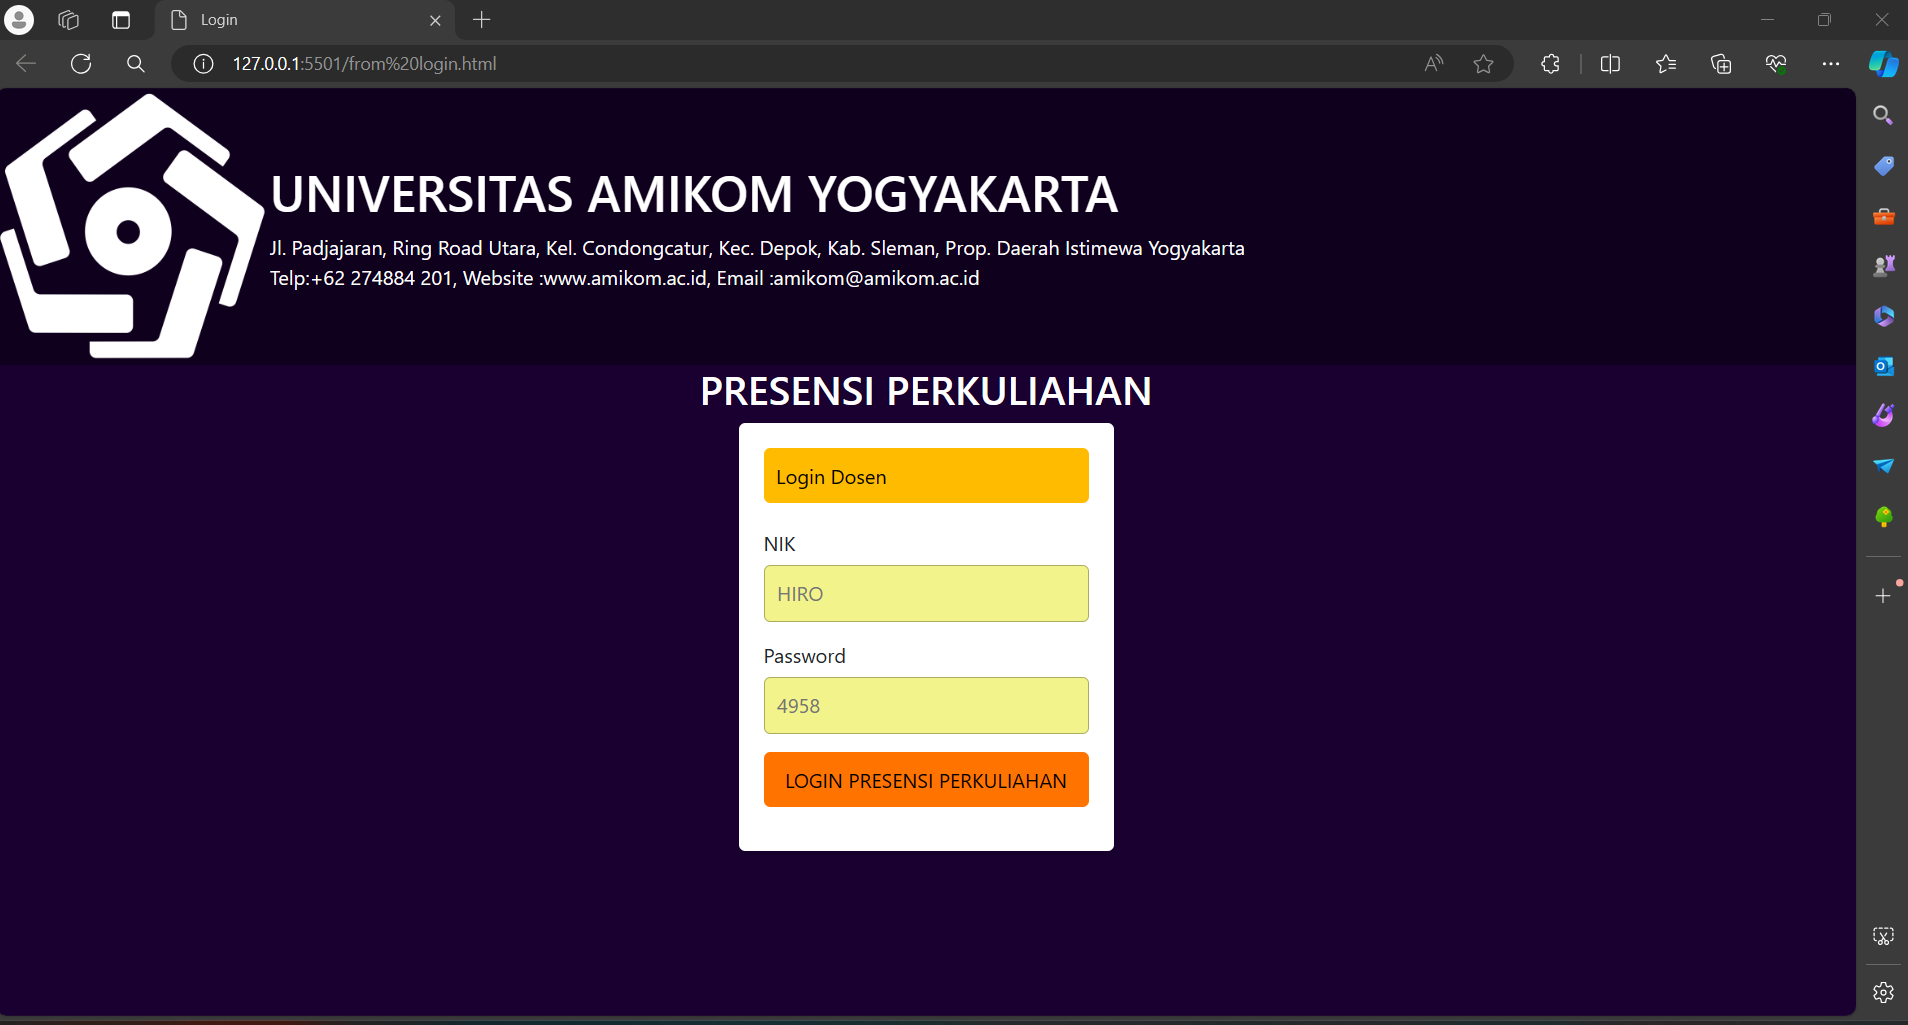 Login
127.0.0.1:5501/from%20login.html
UNIVERSITAS AMIKOM YOGYAKARTA
Jl. Padjajaran, Ring Road Utara, Kel. Condongcatur, Kec. Depok, Kab. Sleman, Prop. Daerah Istimewa Yogyakarta
Telp:+62 274884 201, Website :www.amikom.ac.id, Email :amikom@amikom.ac.id
PRESENSI PERKULIAHAN
Login Dosen
NIK
HIRO
Password
4958
LOGIN PRESENSI PERKULIAHAN